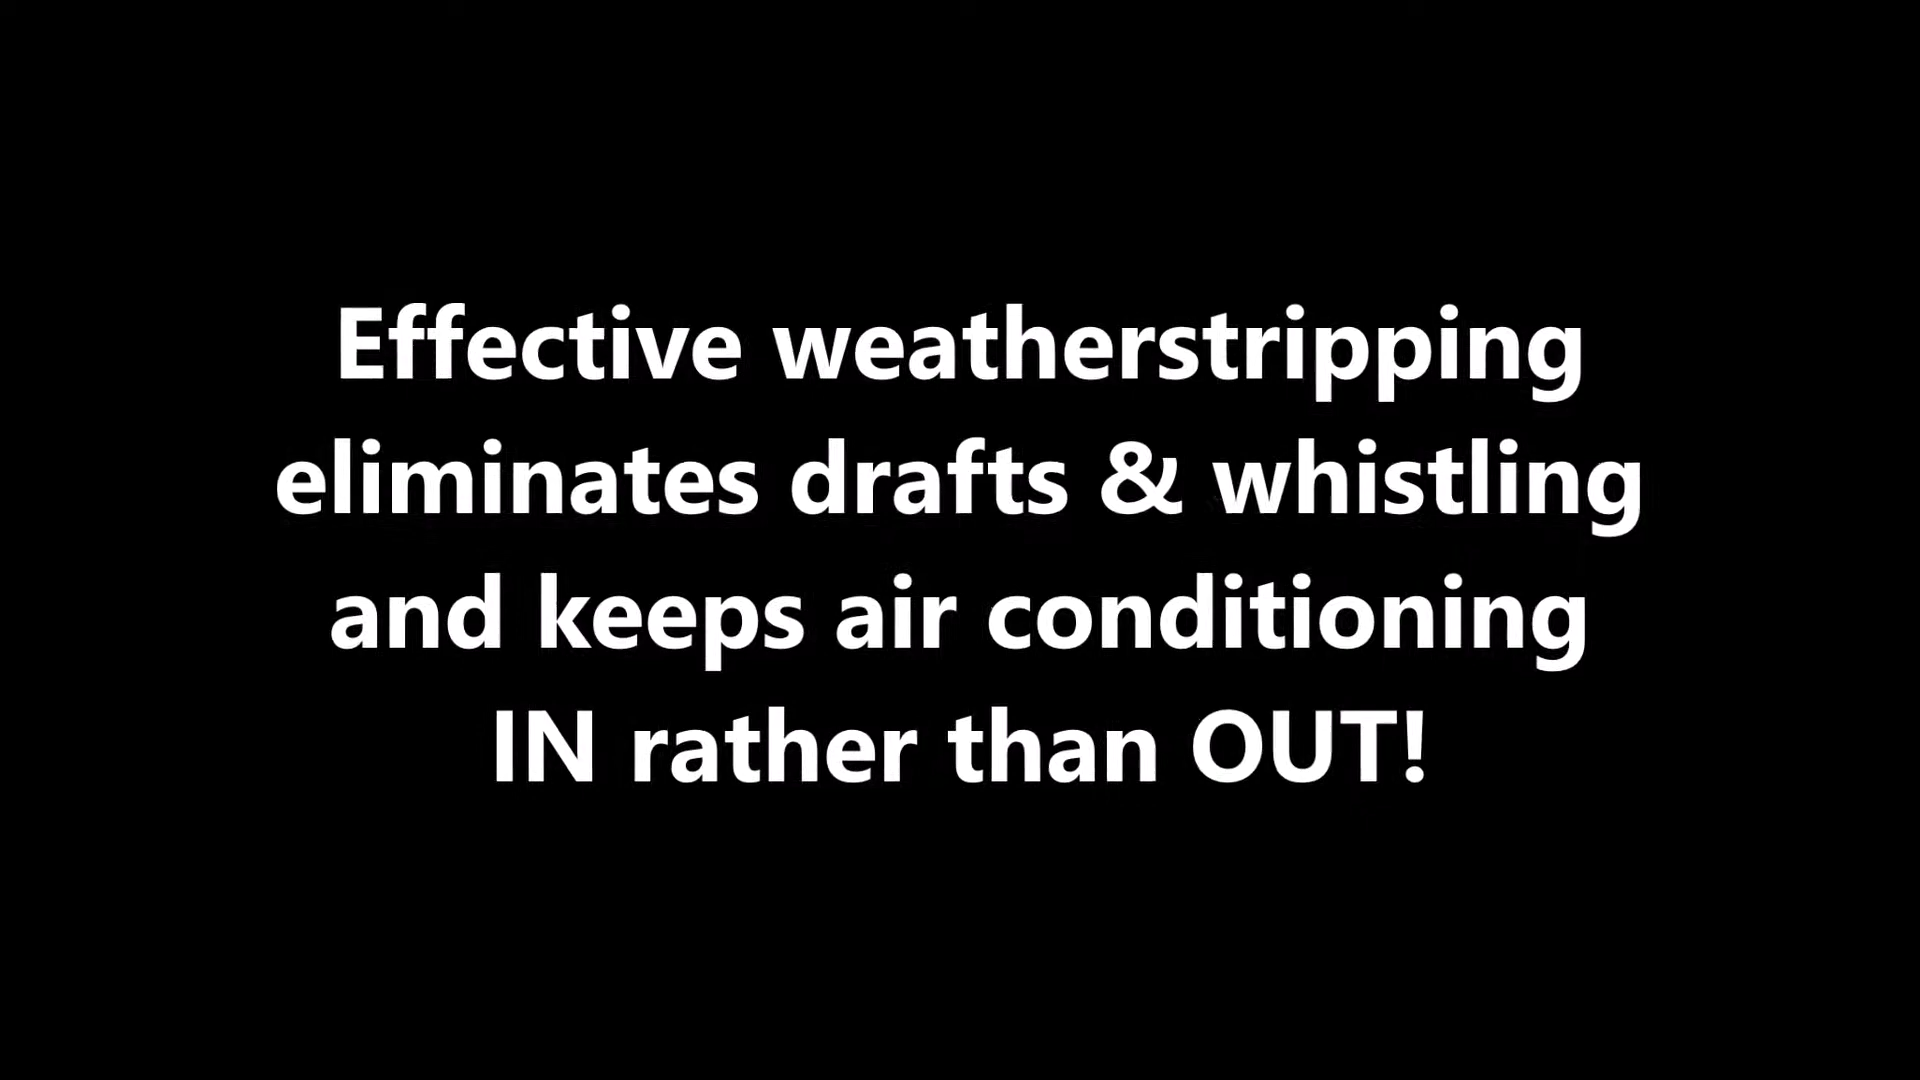 Effective weatherstripping
eliminates drafts & whistling
and keeps air conditioning
IN rather than OUT!